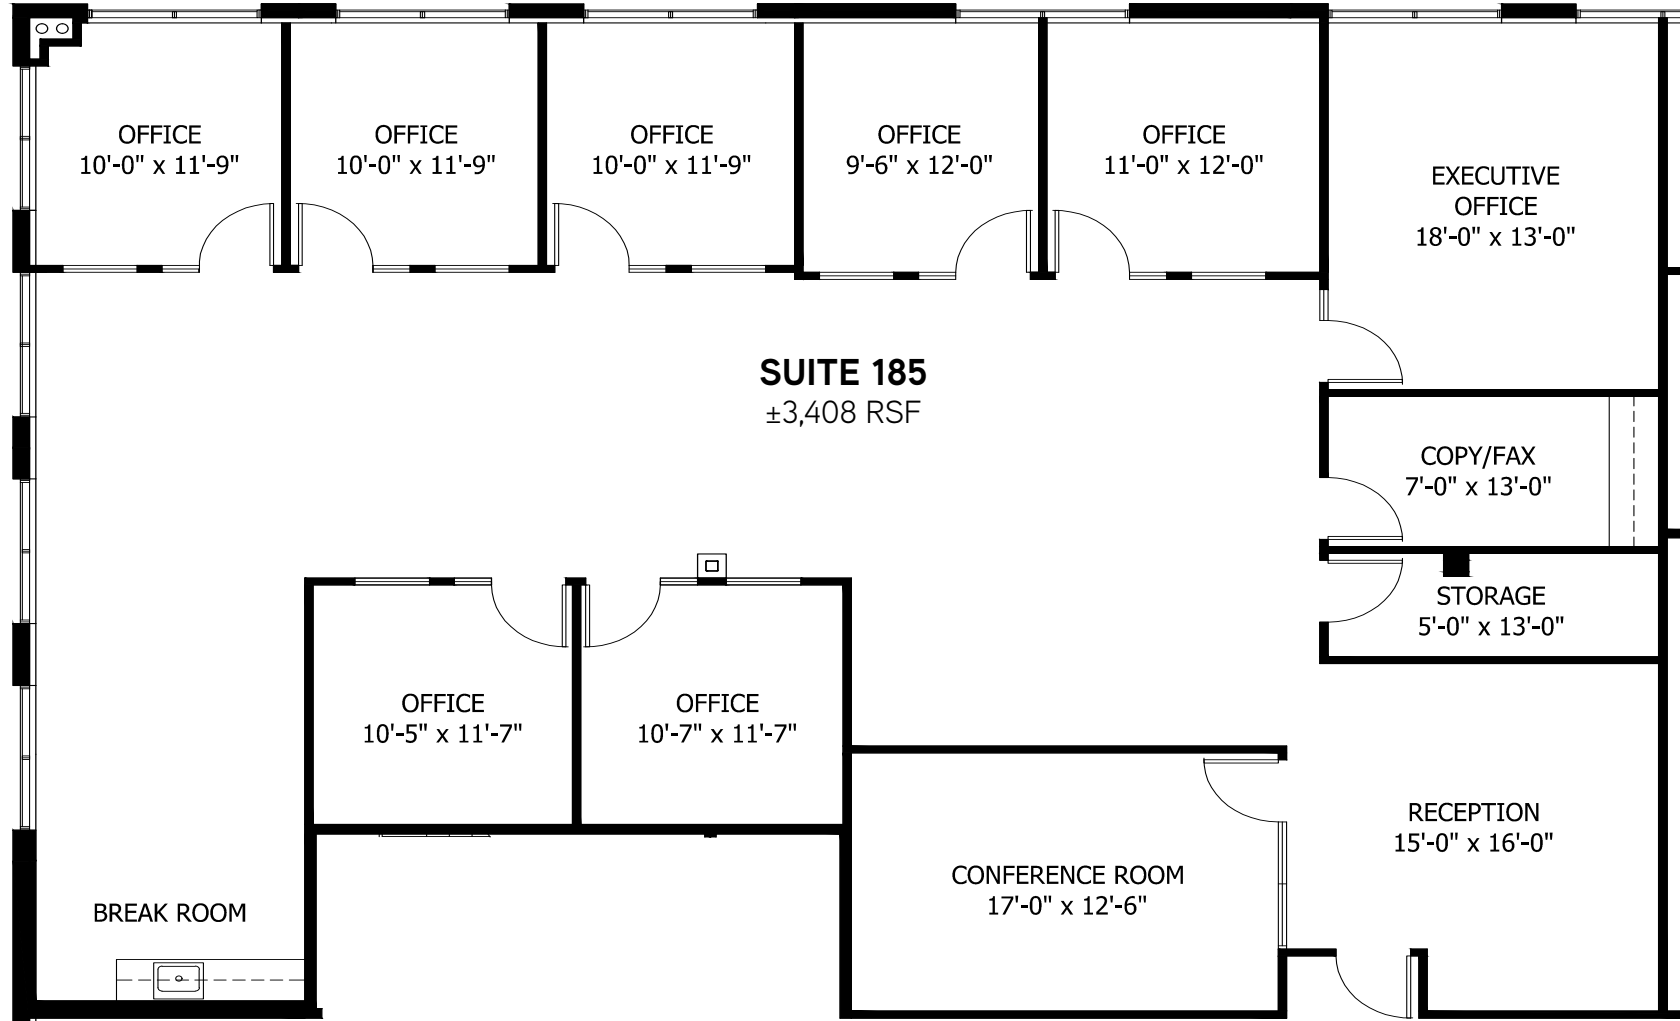 OFFICE
10'-0" x 11'-9"
OFFICE
10'-0" x 11'-9"
OFFICE
10'-0" x 11'-9"
OFFICE
9'-6" x 12'-0"
OFFICE
11'-0" x 12'-0"
EXECUTIVE
OFFICE
18'-0" x 13'-0"
SUITE 185
±3,408 RSF
COPY/FAX
7'-0" x 13'-0"
STORAGE
5'-0" x 13'-0"
OFFICE
10'-5" x 11'-7"
OFFICE
10'-7" x 11'-7"
RECEPTION
15'-0" x 16'-0"
CONFERENCE ROOM
17'-0" x 12'-6"
BREAK ROOM